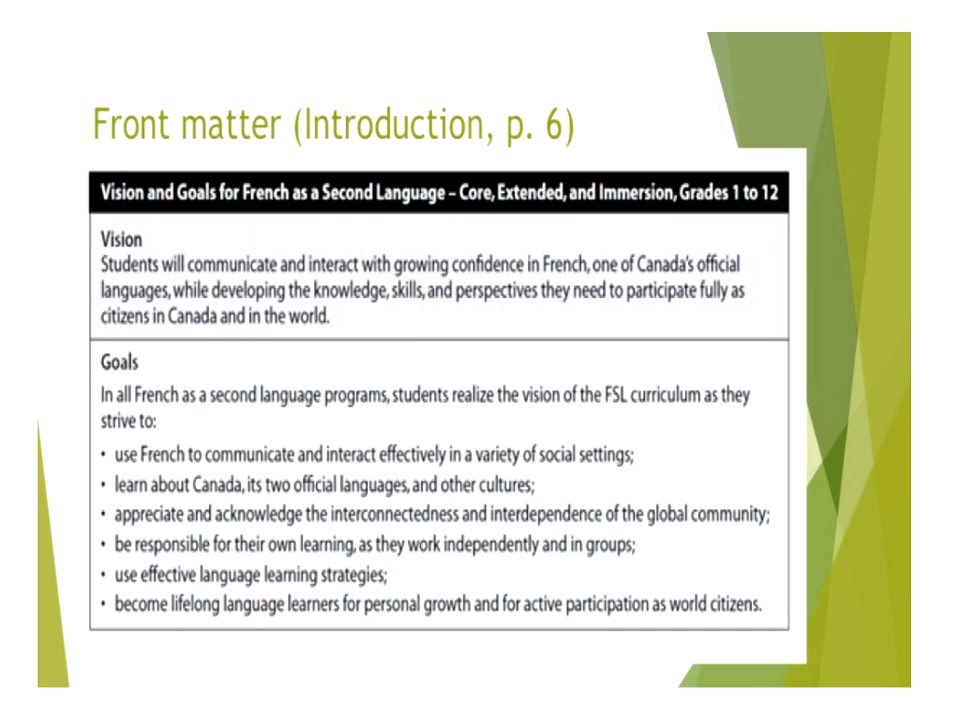 Front matter (Introduction, p. 6)
Vision and Goals for French as a Second Language – Core, Extended, and Immersion, Grades 1 to 12
Vision
Students will communicate and interact with growing confidence in French, one of Canada's official
languages, while developing the knowledge, skills, and perspectives they need to participate fully as
citizens in Canada and in the world.
Goals
In all French as a second language programs, students realize the vision of the FSL curriculum as they
strive to:
• use French to communicate and interact effectively in a variety of social settings;
• learn about Canada, its two official languages, and other cultures;
• appreciate and acknowledge the interconnectedness and interdependence of the global community;
• be responsible for their own learning, as they work independently and in groups;
• use effective language learning strategies;
• become lifelong language learners for personal growth and for active participation as world citizens.